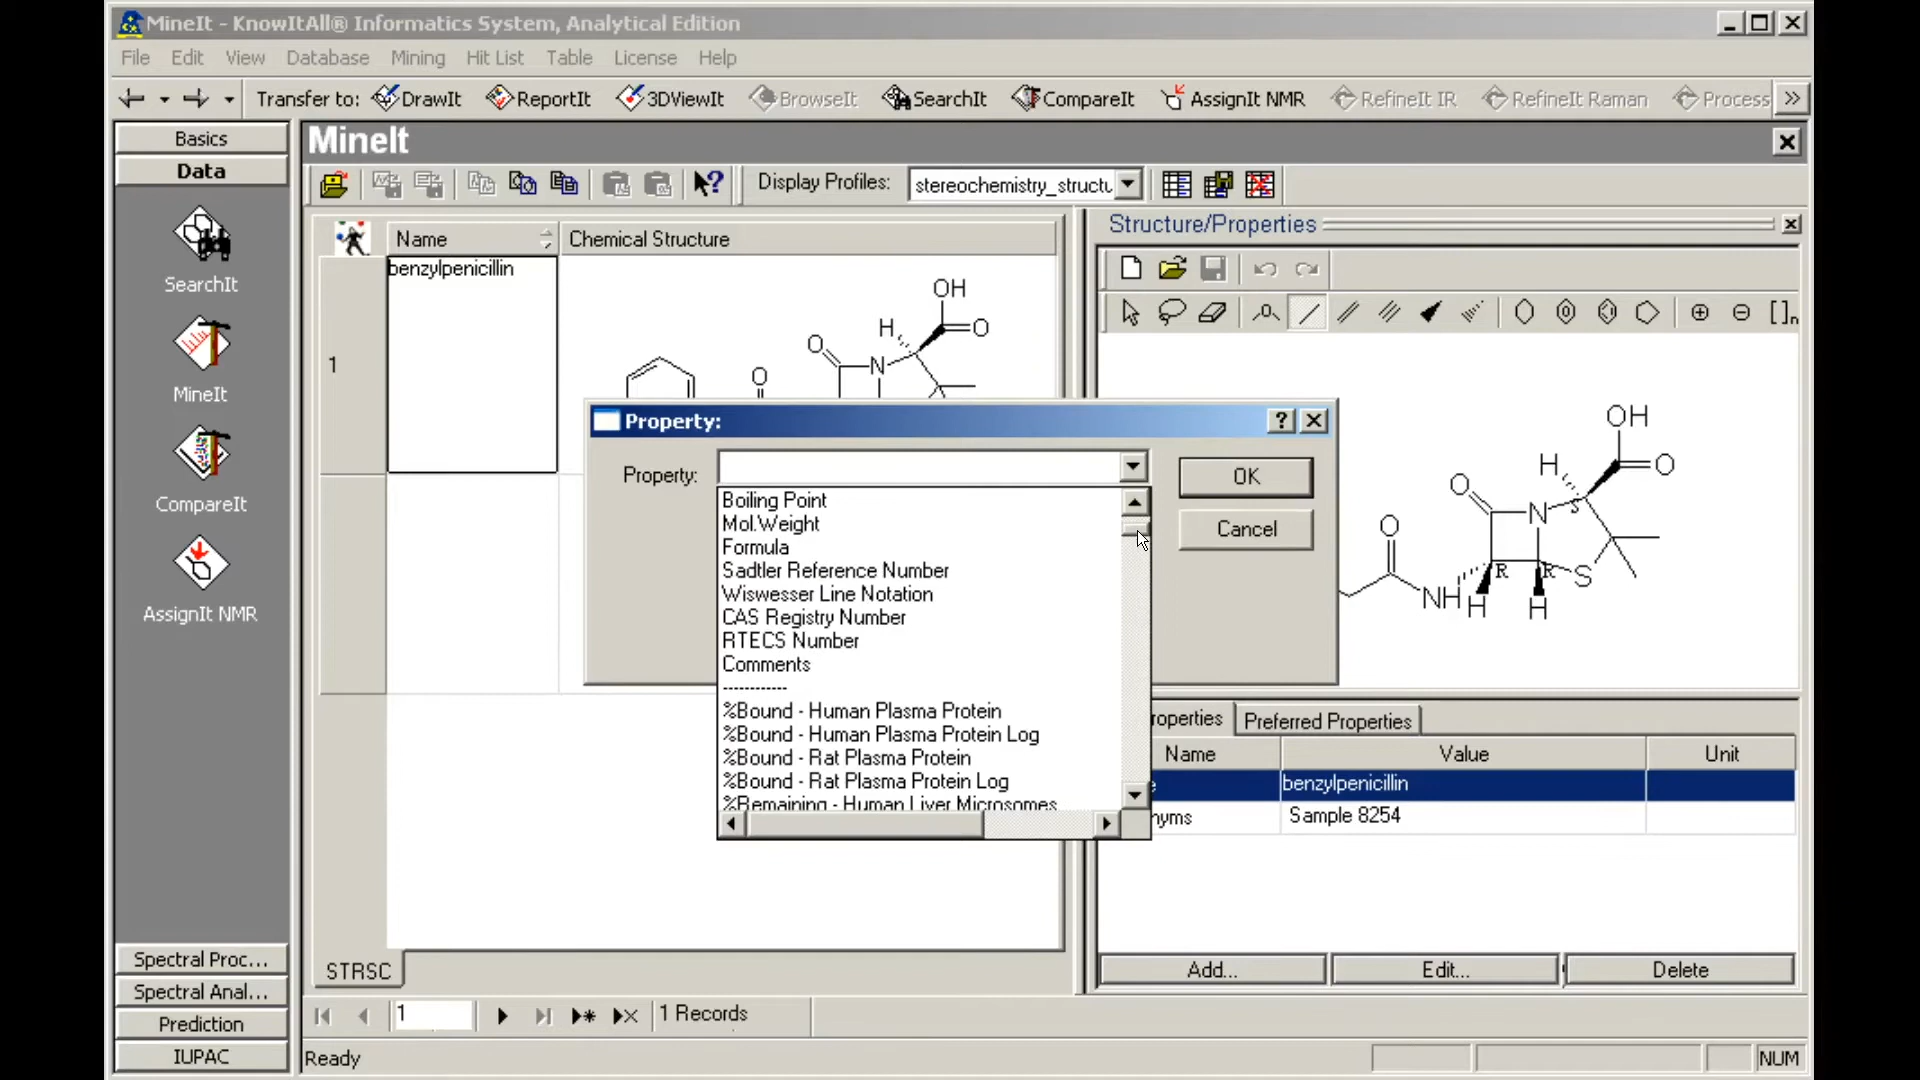 MineIt - KnowItAll® Informatics System, Analytical Edition
File Edit View Database Mining Hit List Table License Help
Transfer to: DrawIt ReportIt 3DViewIt BrowseIt SearchIt CompareIt AssignIt NMR RefineIt IR RefineIt Raman Process
Basics
Data
SearchIt
MineIt
CompareIt
AssignIt NMR
Spectral Proc...
Spectral Anal...
Prediction
IUPAC
MineIt
Display Profiles: stereochemistry_structu
Name Chemical Structure
1 benzylpenicillin
OH
H
O
O
N
O
Property:
Property:
OK
Cancel
Boiling Point
Mol.Weight
Formula
Sadtler Reference Number
Wiswesser Line Notation
CAS Registry Number
RTECS Number
Comments
------------
%Bound - Human Plasma Protein
%Bound - Human Plasma Protein Log
%Bound - Rat Plasma Protein
%Bound - Rat Plasma Protein Log
%Remaining - Human Liver Microsomes
Structure/Properties
[]n
OH
H
O
O
N
S
O
R
R
S
NH
H
H
roperties Preferred Properties
Name Value Unit
e benzylpenicillin
nyms Sample 8254
Add... Edit... Delete
STRSC
1 1 Records
Ready
NUM